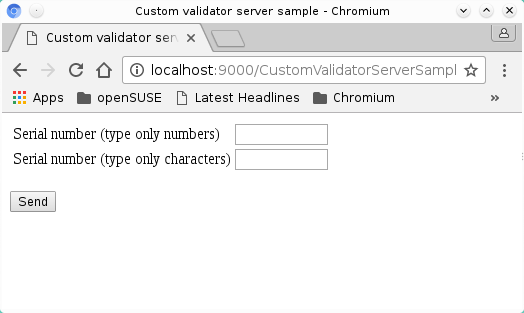 Custom validator server sample - Chromium
Custom validator ser
localhost:9000/CustomValidatorServerSampl
Apps openSUSE Latest Headlines Chromium »
Serial number (type only numbers)
Serial number (type only characters)
Send